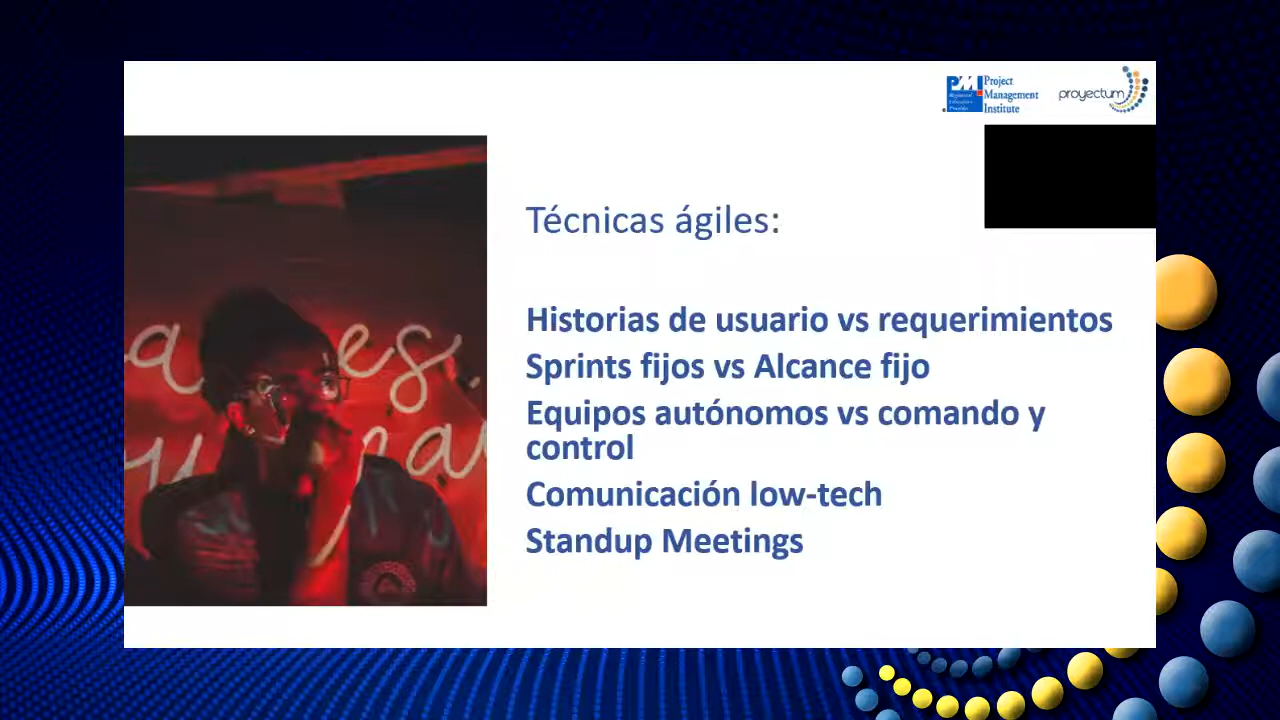 Project
Management
Institute
proyectum
Técnicas ágiles:
Historias de usuario vs requerimientos
Sprints fijos vs Alcance fijo
Equipos autónomos vs comando y
control
Comunicación low-tech
Standup Meetings